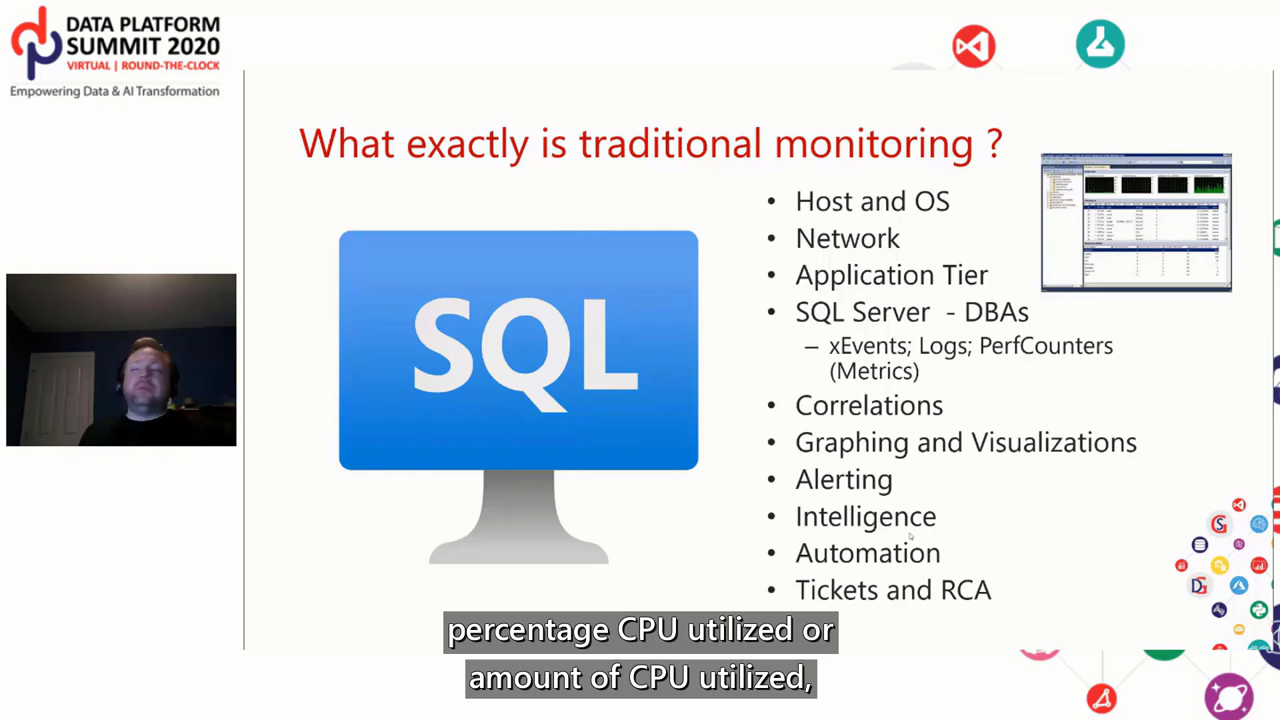 DATA PLATFORM
SUMMIT 2020
VIRTUAL | ROUND-THE-CLOCK
Empowering Data & AI Transformation
What exactly is traditional monitoring ?
SQL
• Host and OS
• Network
• Application Tier
• SQL Server - DBAs
– xEvents; Logs; PerfCounters
(Metrics)
• Correlations
• Graphing and Visualizations
• Alerting
• Intelligence
• Automation
• Tickets and RCA
percentage CPU utilized or
amount of CPU utilized,